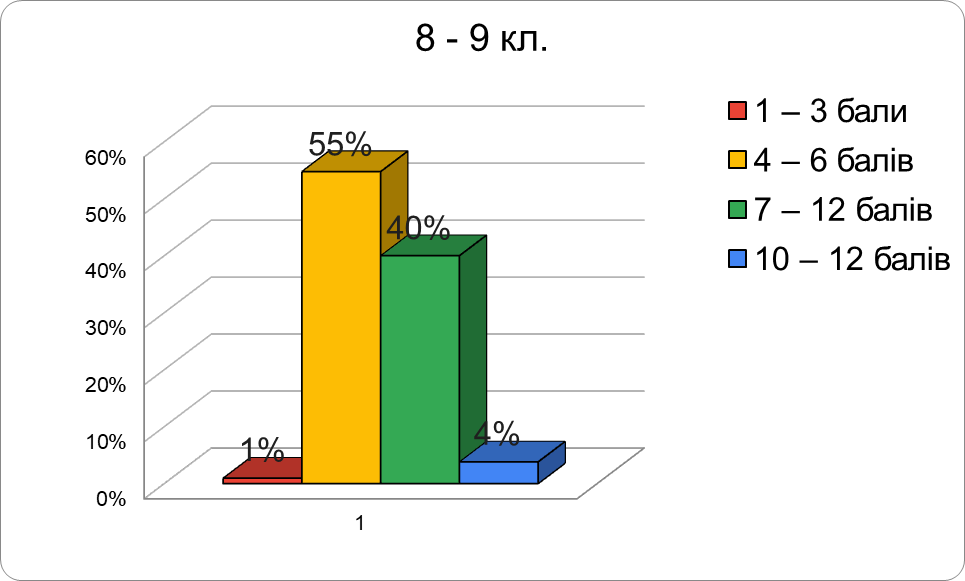 8 - 9 кл.
1 – 3 бали
4 – 6 балів
7 – 12 балів
10 – 12 балів
60%
50%
40%
30%
20%
10%
0%
55%
40%
4%
1%
1